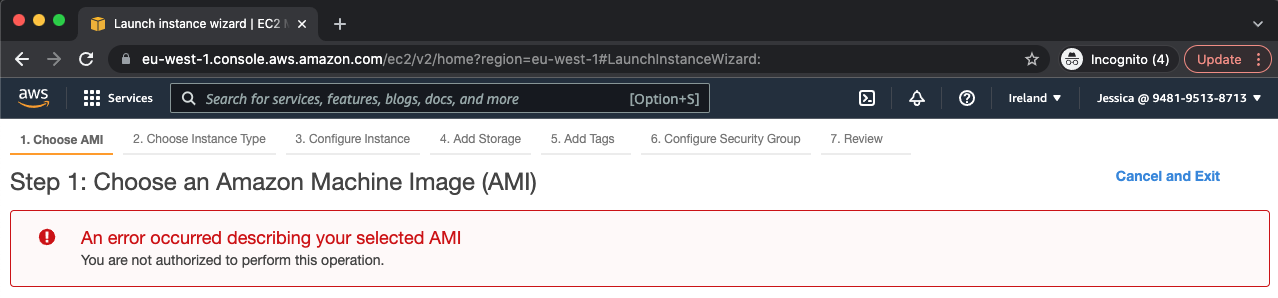 Launch instance wizard | EC2
eu-west-1.console.aws.amazon.com/ec2/v2/home?region=eu-west-1#LaunchInstanceWizard:
Incognito (4)
Update
aws
Services
Search for services, features, blogs, docs, and more
[Option+S]
Ireland
Jessica @ 9481-9513-8713
1. Choose AMI
2. Choose Instance Type
3. Configure Instance
4. Add Storage
5. Add Tags
6. Configure Security Group
7. Review
Step 1: Choose an Amazon Machine Image (AMI)
Cancel and Exit
An error occurred describing your selected AMI
You are not authorized to perform this operation.